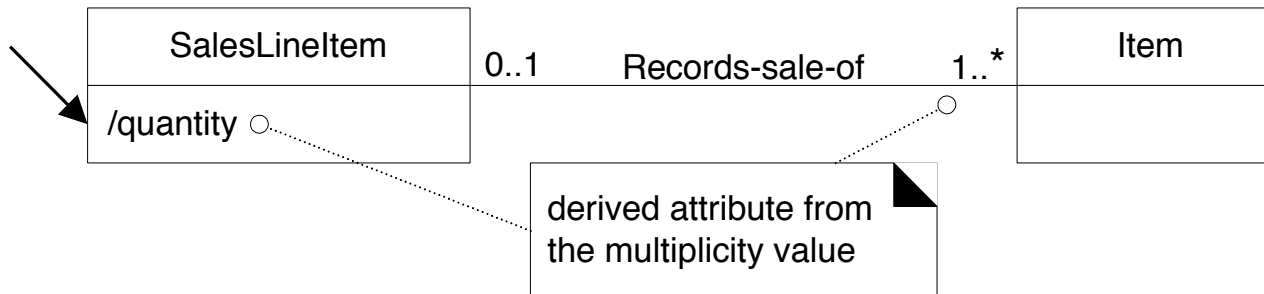 SalesLineItem
0..1
Records-sale-of
1..*
Item
/quantity
derived attribute from
the multiplicity value